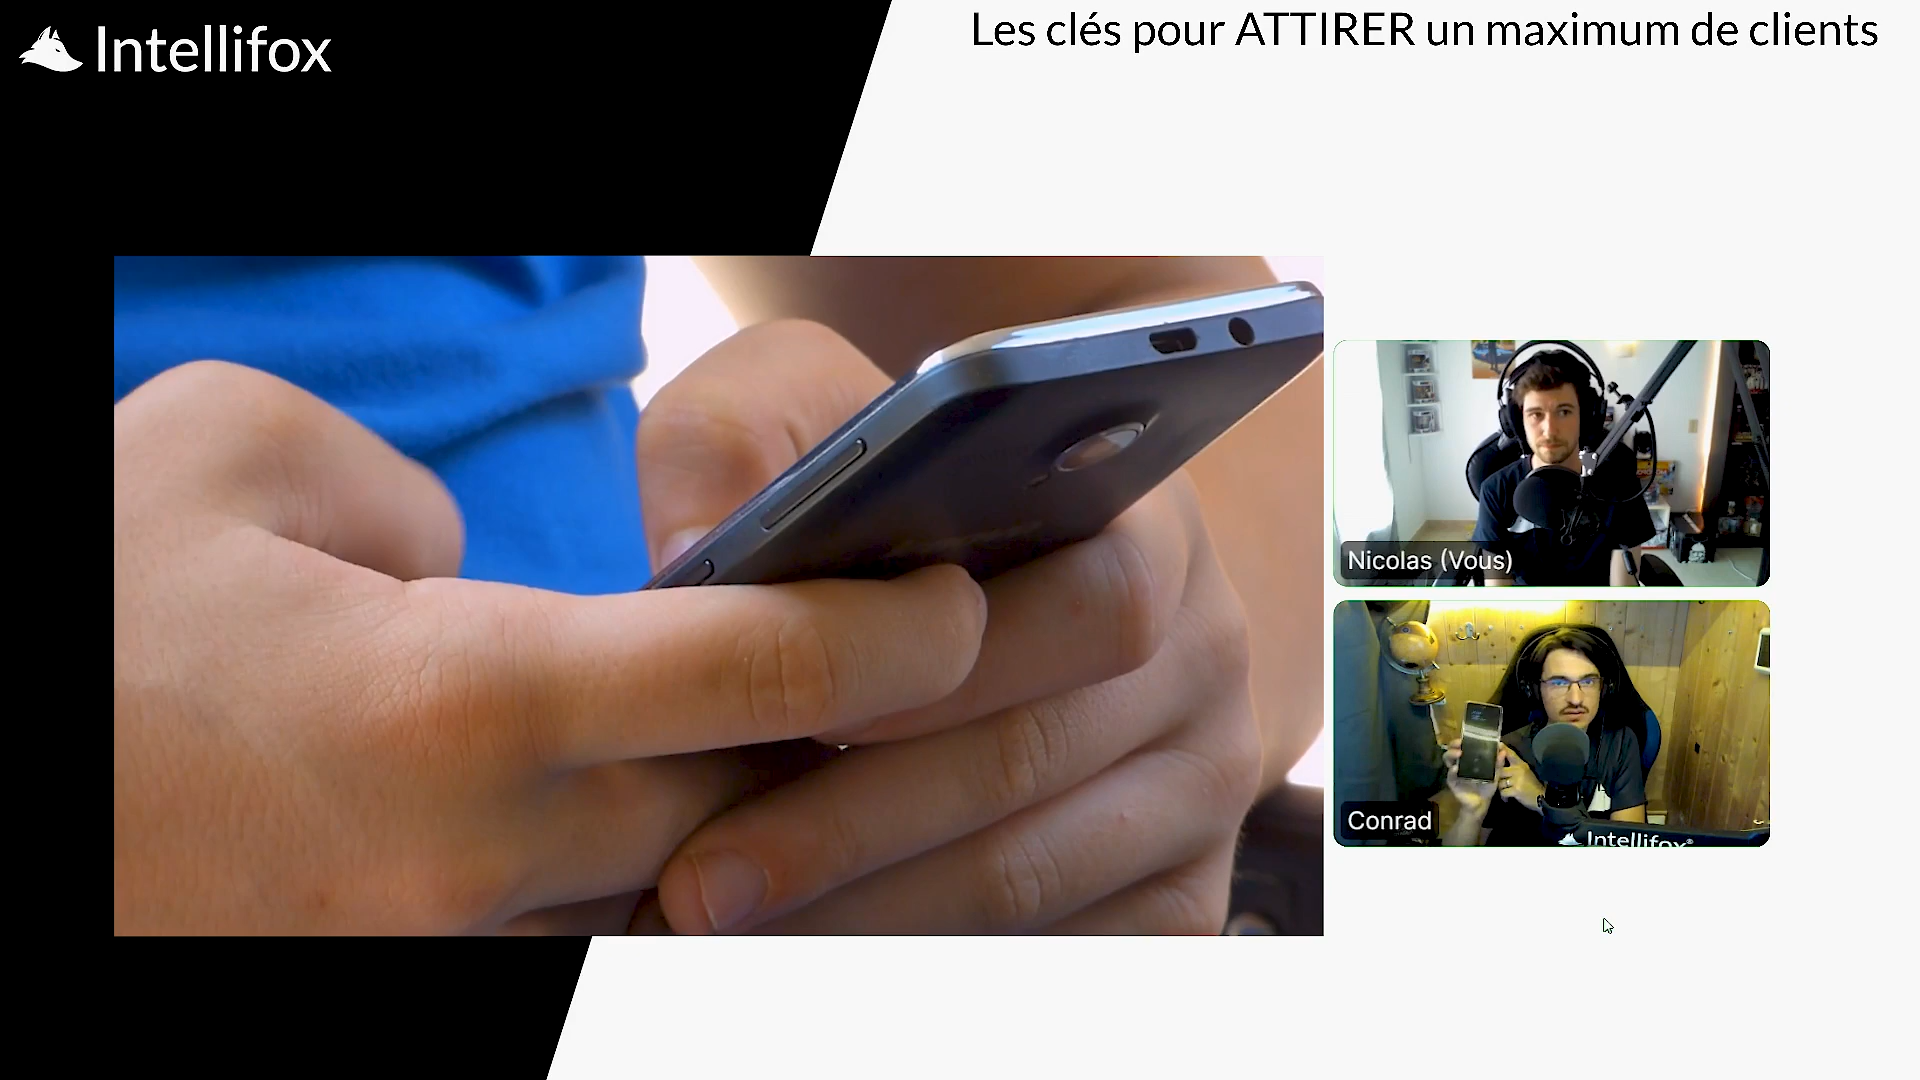 Intellifox
Les clés pour ATTIRER un maximum de clients
Nicolas (Vous)
Conrad
Intellifox®